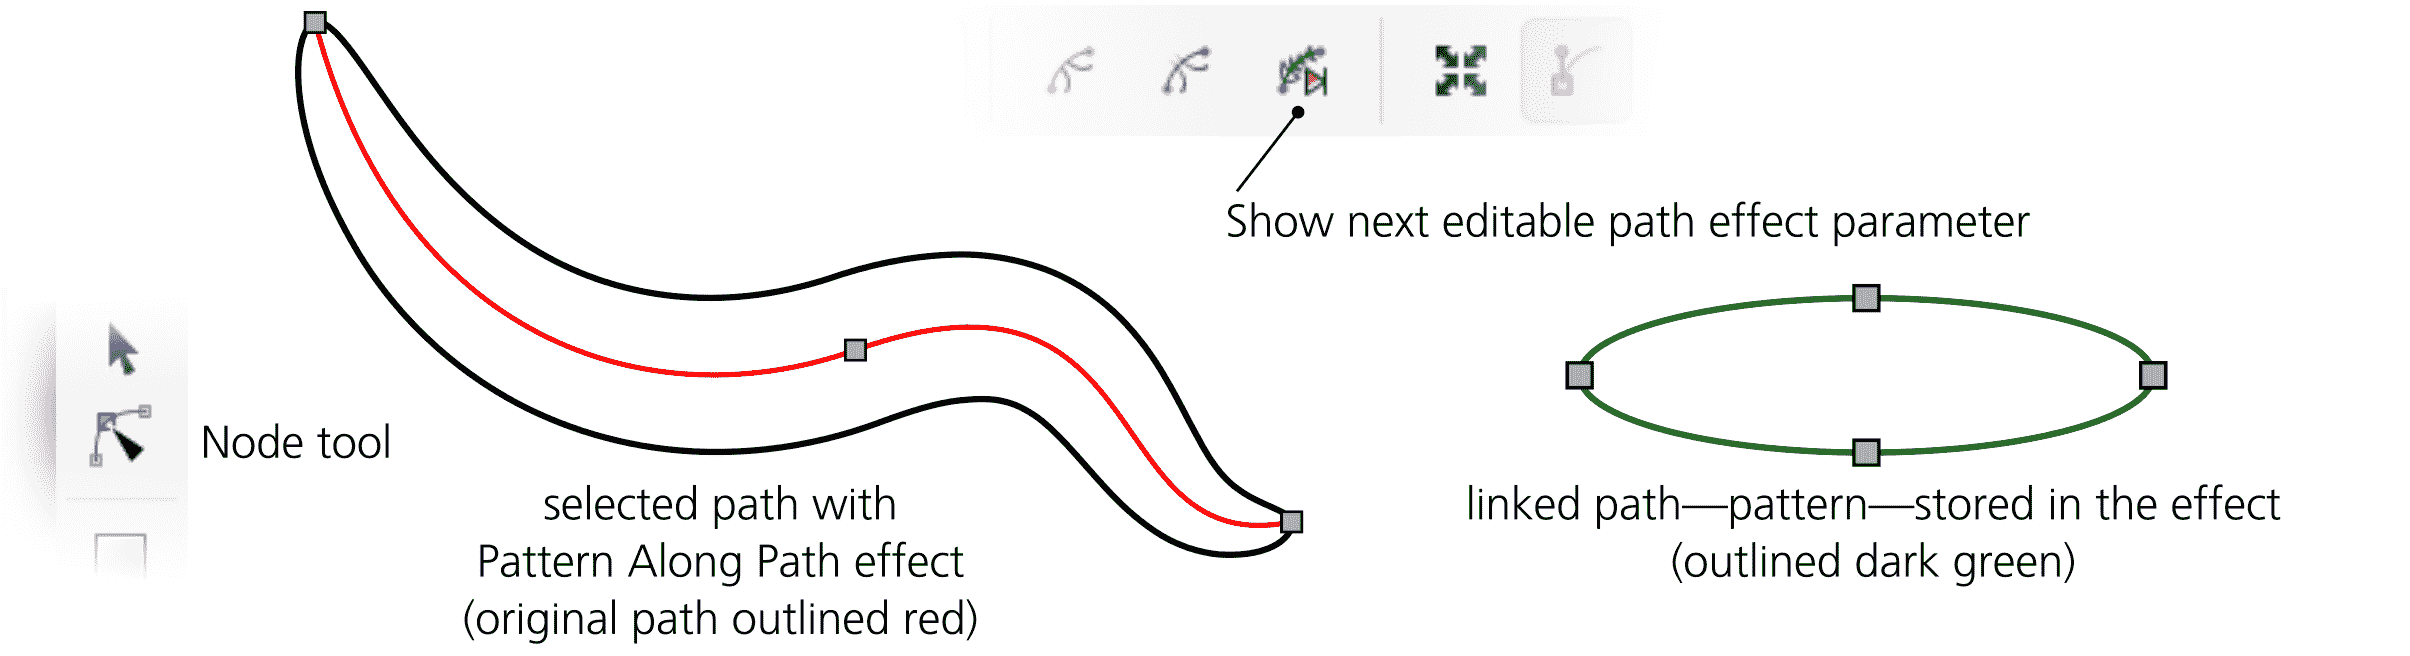 Show next editable path effect parameter
Node tool
selected path with
Pattern Along Path effect
(original path outlined red)
linked path—pattern—stored in the effect
(outlined dark green)